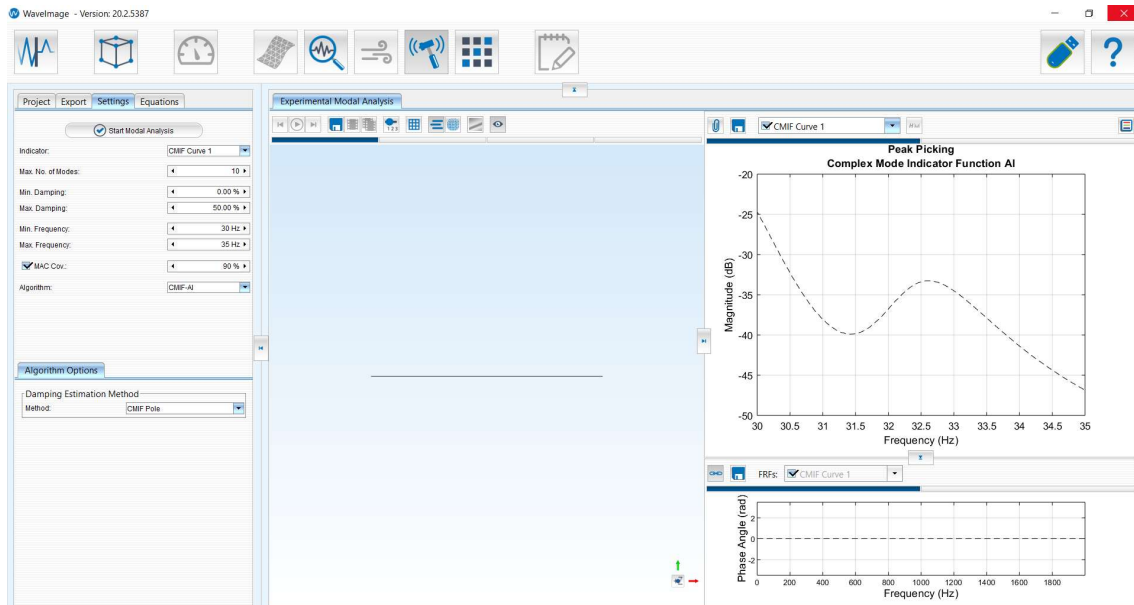 WaveImage - Version: 20.2.5387
Project Export Settings Equations
Start Modal Analysis
Indicator: CMIF Curve 1
Max. No. of Modes: 10
Min. Damping: 0.00 %
Max. Damping: 50.00 %
Min. Frequency: 30 Hz
Max. Frequency: 35 Hz
MAC Cov.: 90 %
Algorithm: CMIF-AI
Algorithm Options
Damping Estimation Method
Method: CMIF Pole
Experimental Modal Analysis
1 2 3
CMIF Curve 1
Peak Picking
Complex Mode Indicator Function AI
Magnitude (dB)
-20
-25
-30
-35
-40
-45
-50
30 30.5 31 31.5 32 32.5 33 33.5 34 34.5 35
Frequency (Hz)
FRFs: CMIF Curve 1
Phase Angle (rad)
2
0
-2
0 200 400 600 800 1000 1200 1400 1600 1800
Frequency (Hz)